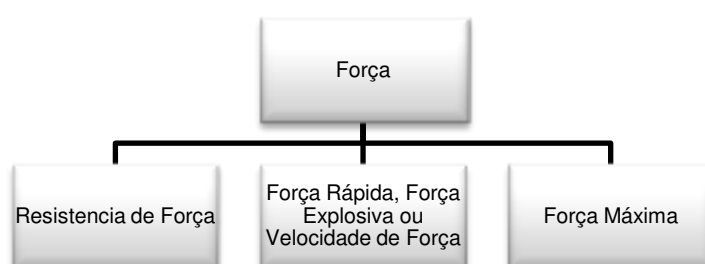 Força
Resistencia de Força
Força Rápida, Força
Explosiva ou
Velocidade de Força
Força Máxima